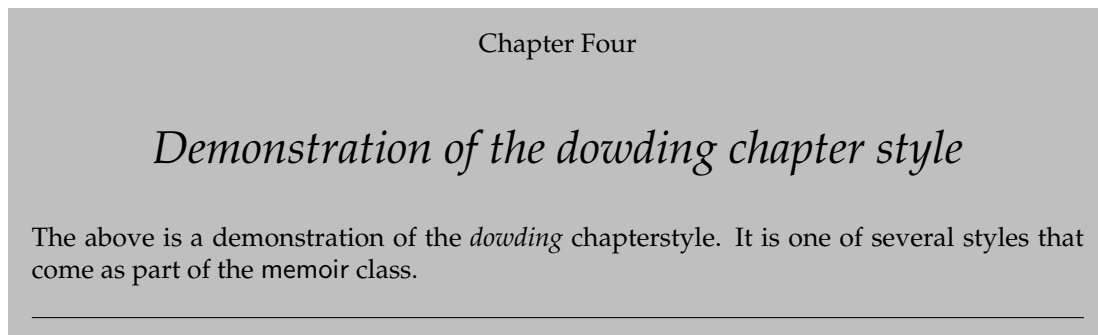 Chapter Four
Demonstration of the dowding chapter style
The above is a demonstration of the dowding chapterstyle. It is one of several styles that
come as part of the memoir class.